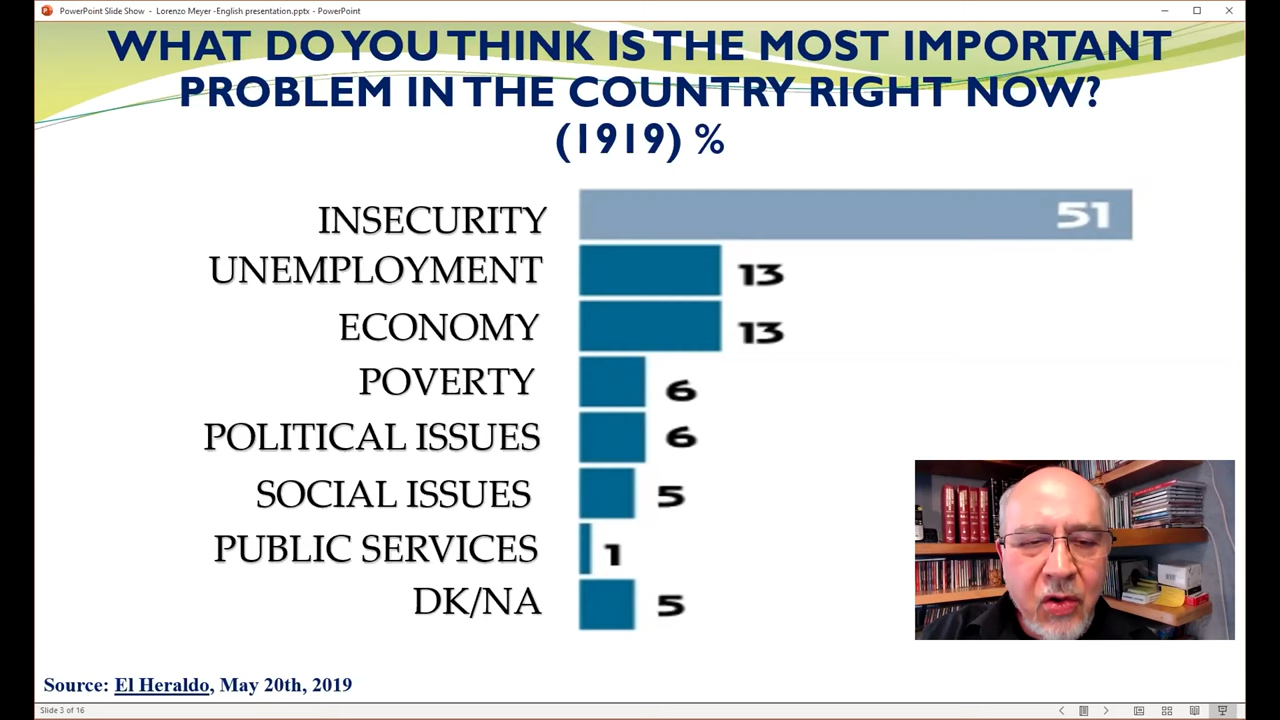 PowerPoint Slide Show - Lorenzo Meyer -English presentation.pptx - PowerPoint
WHAT DO YOU THINK IS THE MOST IMPORTANT
PROBLEM IN THE COUNTRY RIGHT NOW?
(1919) %
INSECURITY 51
UNEMPLOYMENT 13
ECONOMY 13
POVERTY 6
POLITICAL ISSUES 6
SOCIAL ISSUES 5
PUBLIC SERVICES 1
DK/NA 5
Source: El Heraldo, May 20th, 2019
Slide 3 of 16